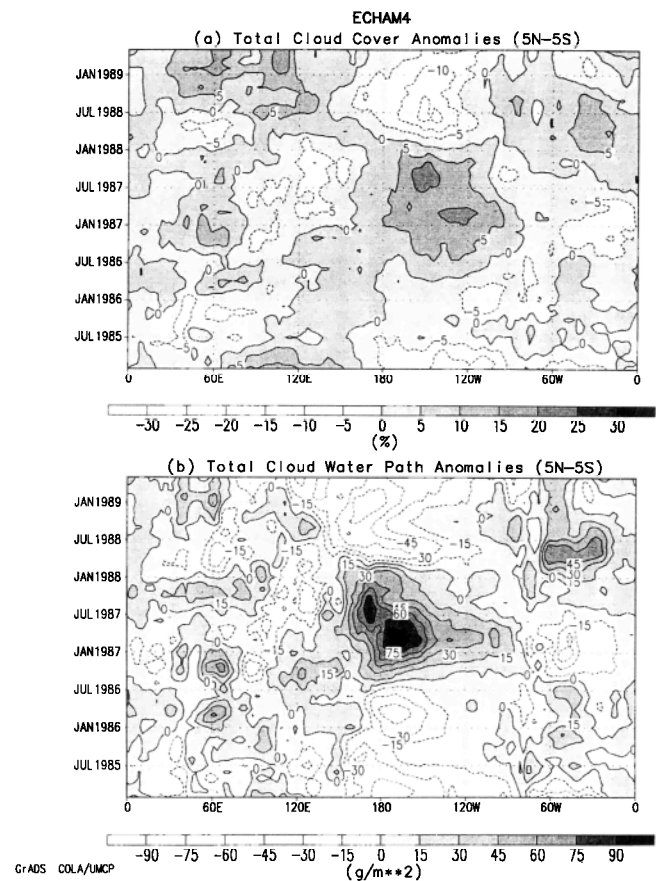 ECHAM4
(a) Total Cloud Cover Anomalies (5N-5S)
JAN1989
JUL1988
JAN1988
JUL1987
JAN1987
JUL1986
JAN1986
JUL1985
0 60E 120E 180 120W 60W 0
-30 -25 -20 -15 -10 -5 0 5 10 15 20 25 30
(%)
(b) Total Cloud Water Path Anomalies (5N-5S)
JAN1989
JUL1988
JAN1988
JUL1987
JAN1987
JUL1986
JAN1986
JUL1985
0 60E 120E 180 120W 60W 0
-90 -75 -60 -45 -30 -15 0 15 30 45 60 75 90
(g/m**2)
GrADS COLA/UMCP